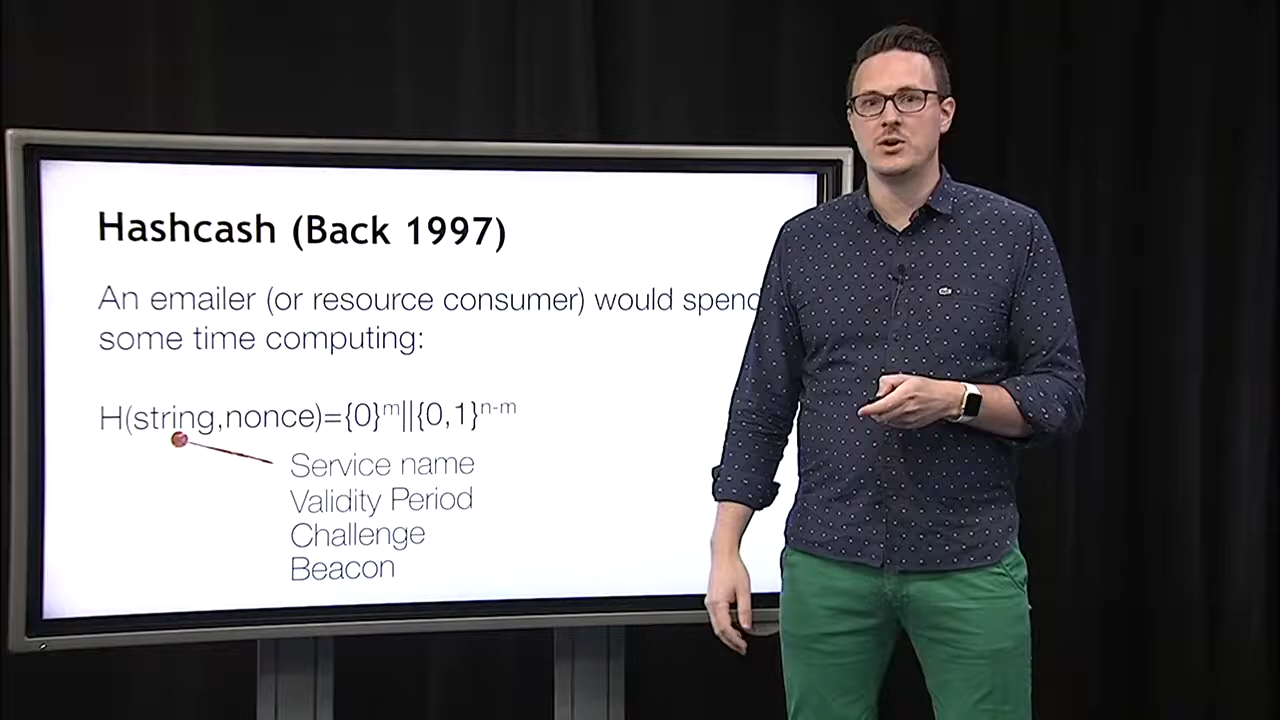 Hashcash (Back 1997)
An emailer (or resource consumer) would spend
some time computing:
H(string,nonce)={0}ᵐ||{0,1}ⁿ⁻ᵐ
Service name
Validity Period
Challenge
Beacon